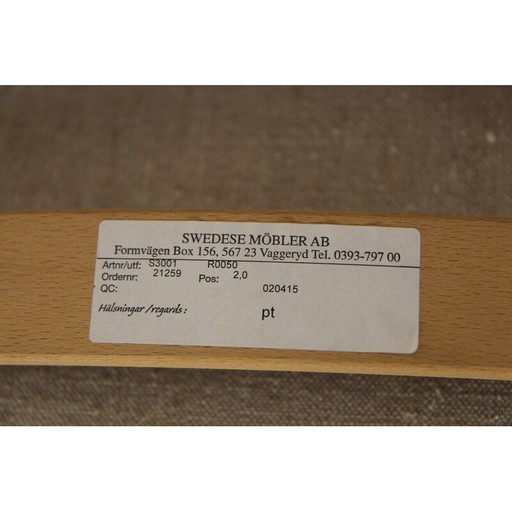 SWEDESE MÖBLER AB
Formvägen Box 156, 567 23 Vaggeryd Tel. 0393-797 00
Artnr/utf: S3001 R0050
Ordernr: 21259 Pos: 2,0
QC: 020415
Hälsningar /regards: pt